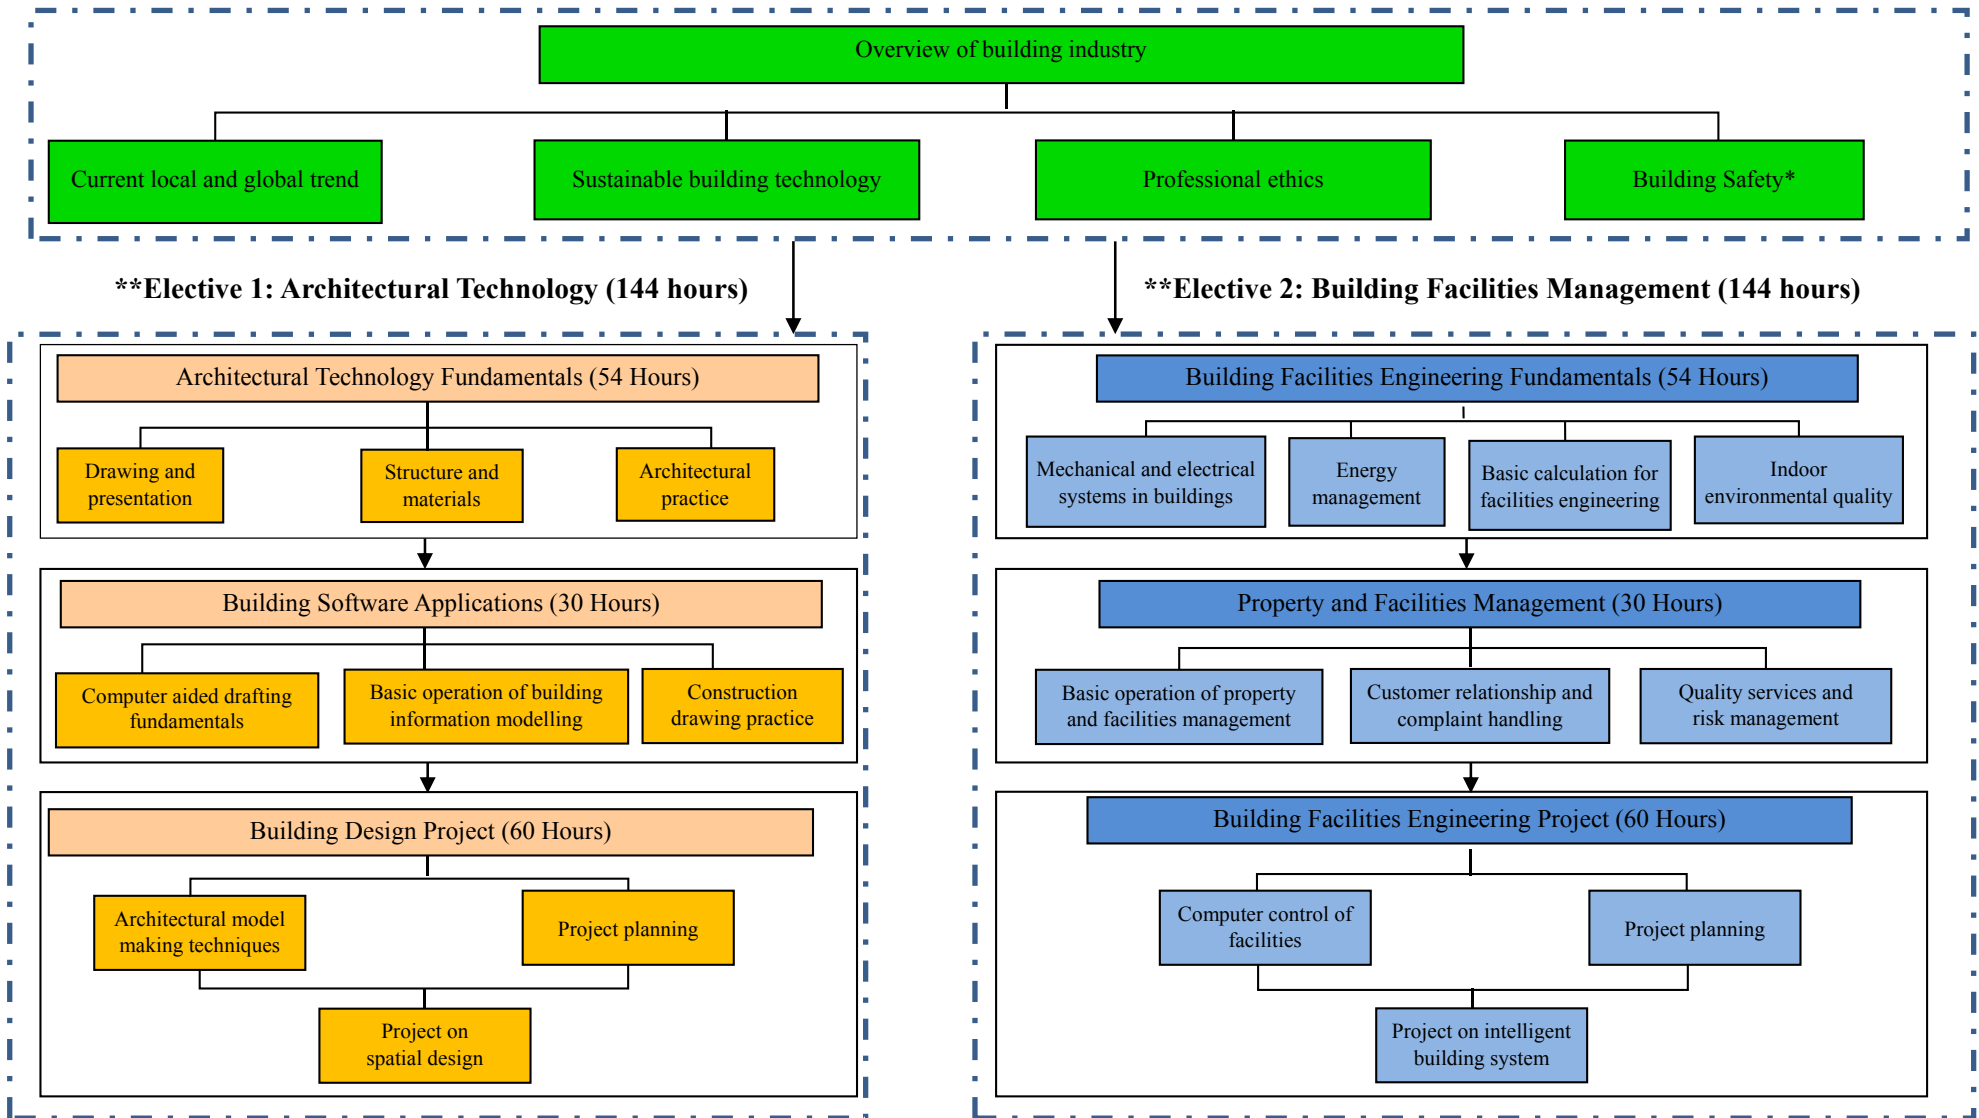 Overview of building industry
Current local and global trend
Sustainable building technology
Professional ethics
Building Safety*
**Elective 1: Architectural Technology (144 hours)
Architectural Technology Fundamentals (54 Hours)
Drawing and
presentation
Structure and
materials
Architectural
practice
Building Software Applications (30 Hours)
Computer aided drafting
fundamentals
Basic operation of building
information modelling
Construction
drawing practice
Building Design Project (60 Hours)
Architectural model
making techniques
Project planning
Project on
spatial design
**Elective 2: Building Facilities Management (144 hours)
Building Facilities Engineering Fundamentals (54 Hours)
Mechanical and electrical
systems in buildings
Energy
management
Basic calculation for
facilities engineering
Indoor
environmental quality
Property and Facilities Management (30 Hours)
Basic operation of property
and facilities management
Customer relationship and
complaint handling
Quality services and
risk management
Building Facilities Engineering Project (60 Hours)
Computer control of
facilities
Project planning
Project on intelligent
building system